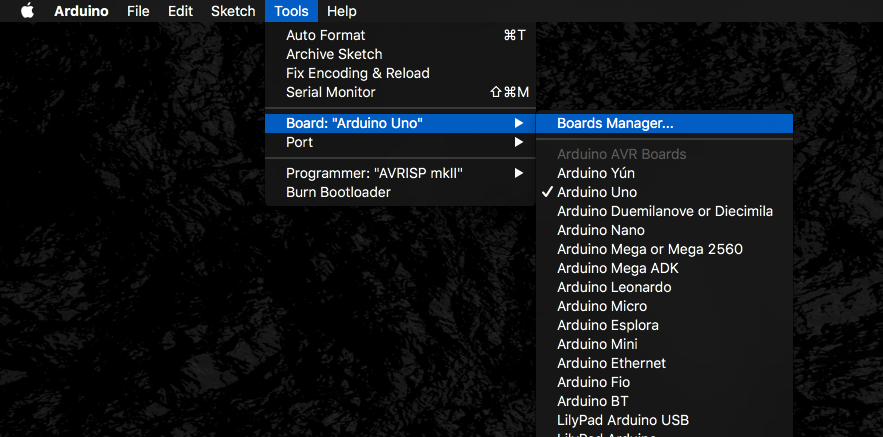 Arduino File Edit Sketch Tools Help
Auto Format ⌘T
Archive Sketch
Fix Encoding & Reload
Serial Monitor ⇧⌘M
Board: "Arduino Uno"
Port
Programmer: "AVRISP mkII"
Burn Bootloader
Boards Manager...
Arduino AVR Boards
Arduino Yún
Arduino Uno
Arduino Duemilanove or Diecimila
Arduino Nano
Arduino Mega or Mega 2560
Arduino Mega ADK
Arduino Leonardo
Arduino Micro
Arduino Esplora
Arduino Mini
Arduino Ethernet
Arduino Fio
Arduino BT
LilyPad Arduino USB
LilyPad Arduino